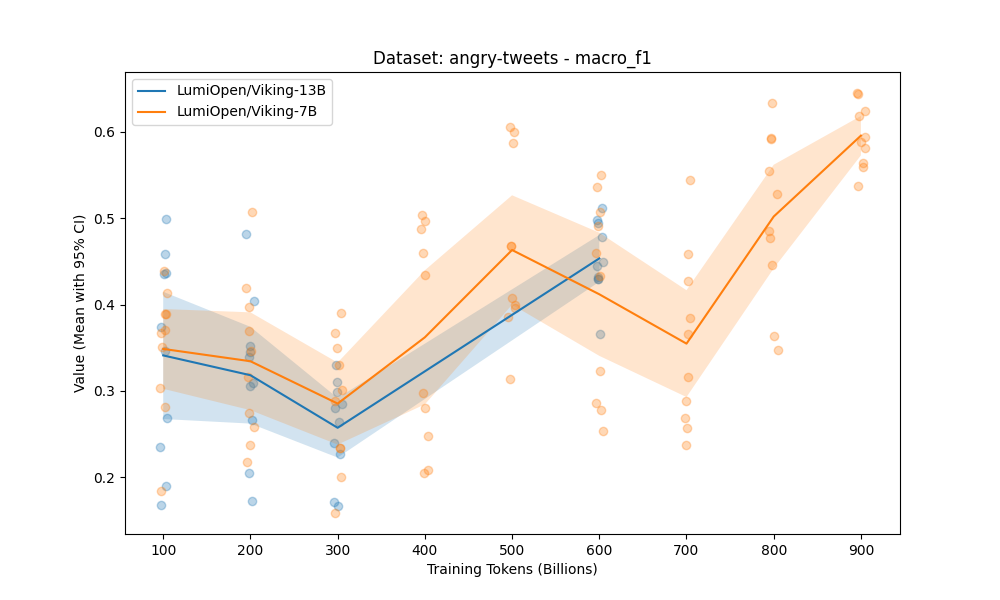 Dataset: angry-tweets - macro_f1
LumiOpen/Viking-13B
LumiOpen/Viking-7B
Value (Mean with 95% CI)
0.6
0.5
0.4
0.3
0.2
100 200 300 400 500 600 700 800 900
Training Tokens (Billions)